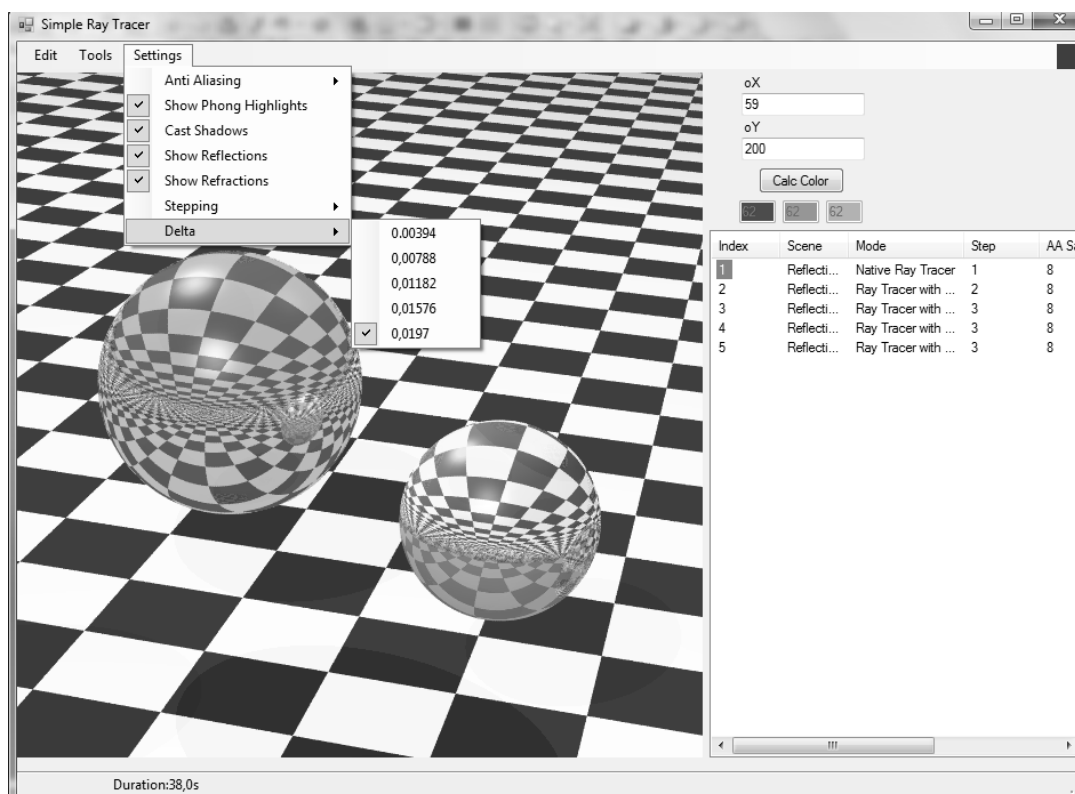 Simple Ray Tracer
Edit Tools Settings
Anti Aliasing
Show Phong Highlights
Cast Shadows
Show Reflections
Show Refractions
Stepping
Delta
0.00394
0,00788
0,01182
0,01576
0,0197
oX
59
oY
200
Calc Color
62 62 62
Index Scene Mode Step AA Sa
1 Reflecti... Native Ray Tracer 1 8
2 Reflecti... Ray Tracer with ... 2 8
3 Reflecti... Ray Tracer with ... 3 8
4 Reflecti... Ray Tracer with ... 3 8
5 Reflecti... Ray Tracer with ... 3 8
Duration:38,0s